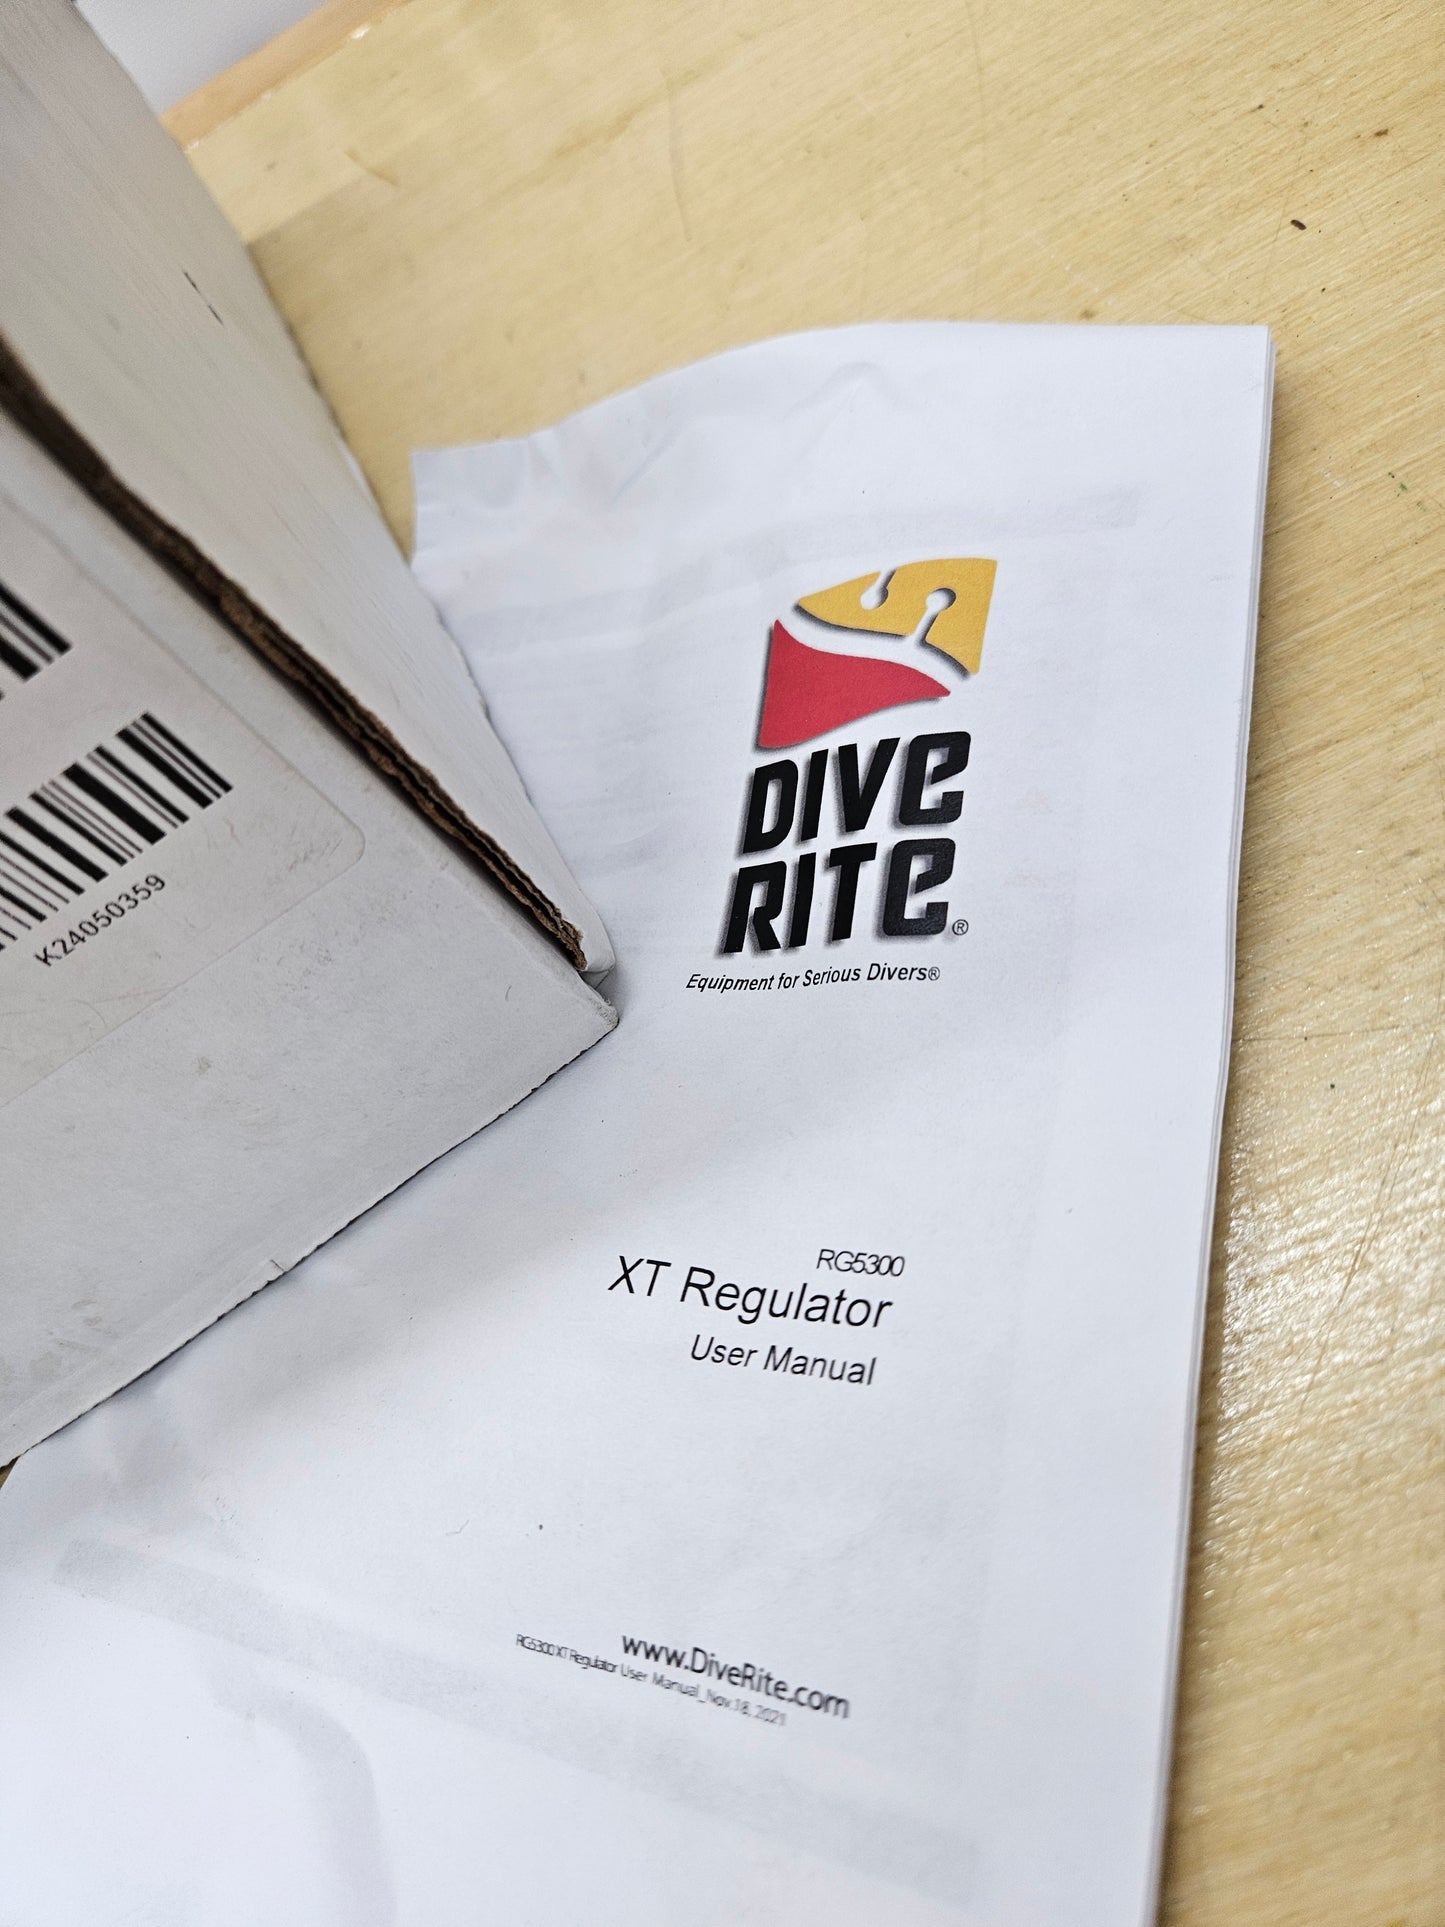 K24050359
DIVE
RITE®
Equipment for Serious Divers®
RG5300
XT Regulator
User Manual
www.DiveRite.com
RG5300 XT Regulator User Manual_Nov.18, 2021